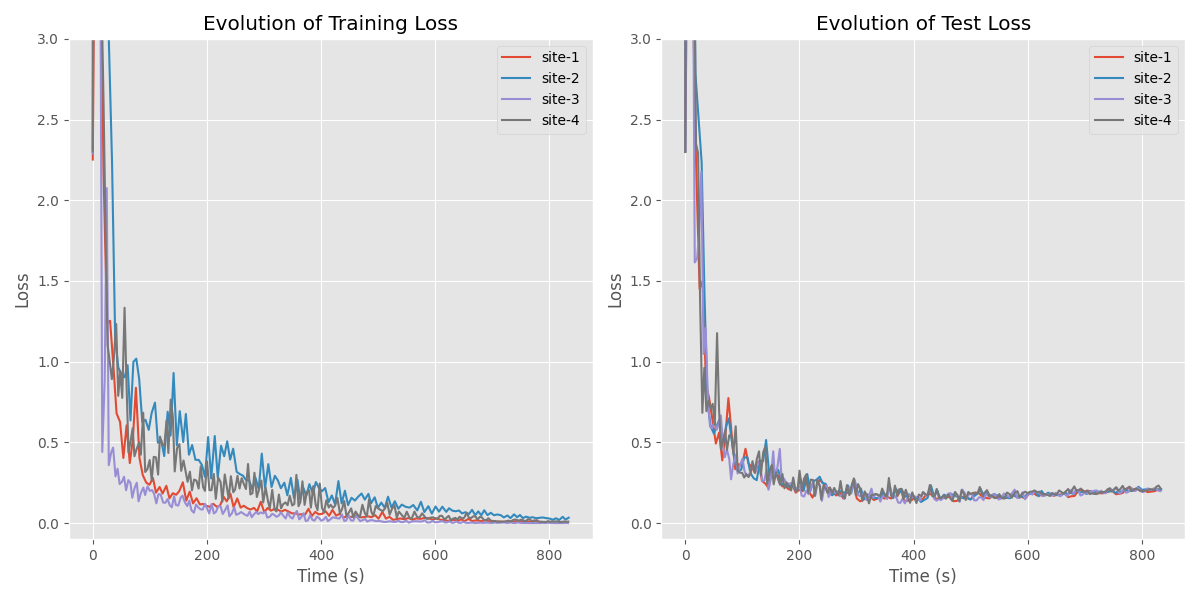 Evolution of Training Loss
3.0
2.5
2.0
1.5
1.0
0.5
0.0
Loss
0
200
400
600
800
Time (s)
site-1
site-2
site-3
site-4
Evolution of Test Loss
3.0
2.5
2.0
1.5
1.0
0.5
0.0
Loss
0
200
400
600
800
Time (s)
site-1
site-2
site-3
site-4